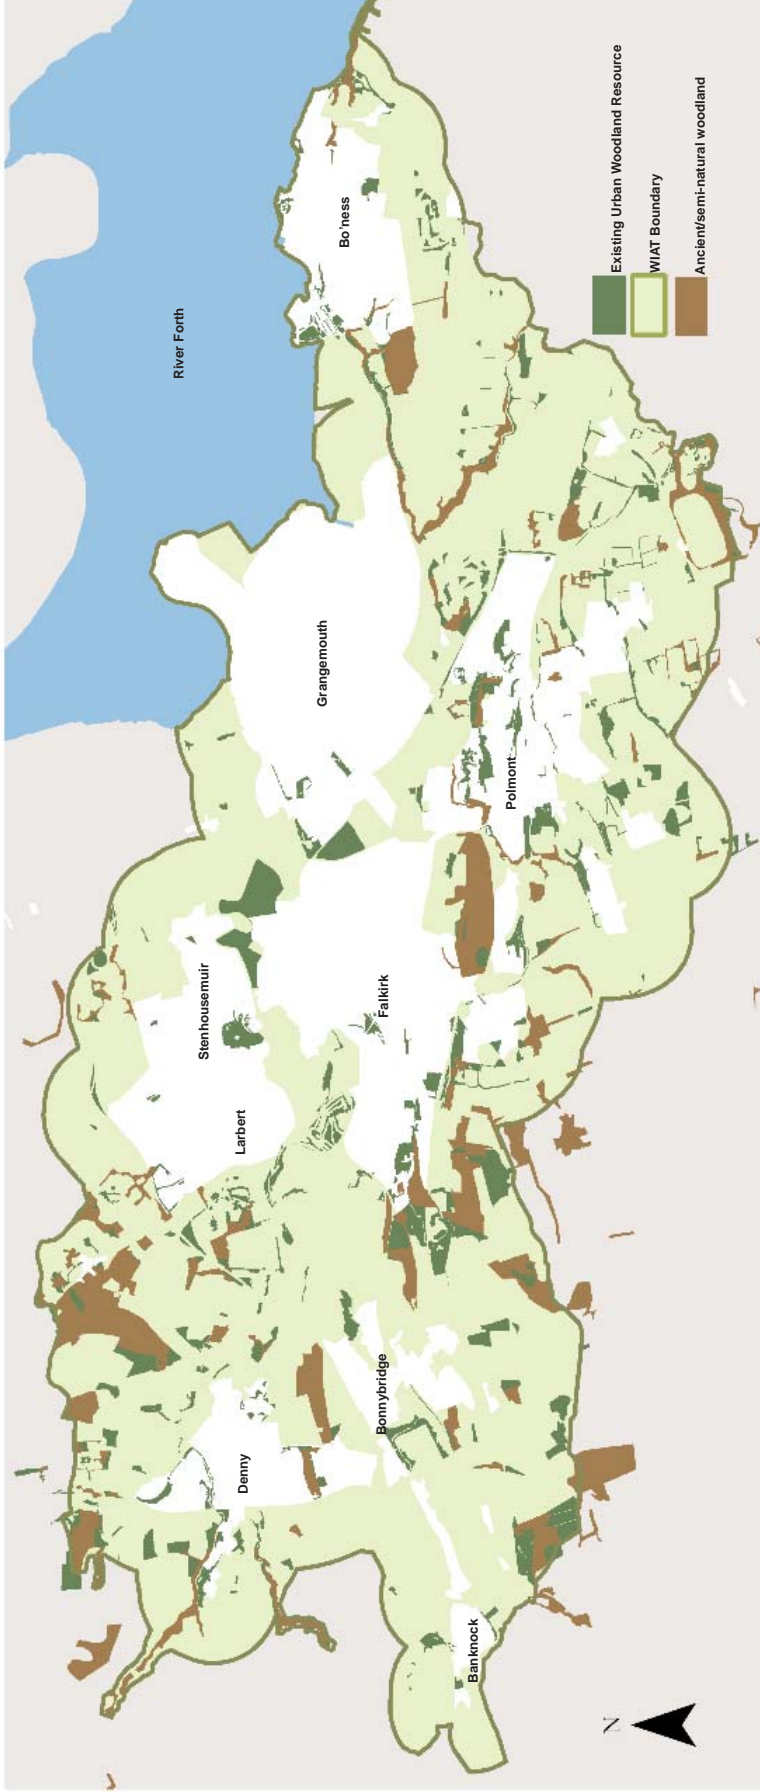 River Forth
Bo'ness
Grangemouth
Stenhousemuir
Larbert
Falkirk
Polmont
Denny
Bonnybridge
Banknock
Existing Urban Woodland Resource
WIAT Boundary
Ancient/semi-natural woodland
N